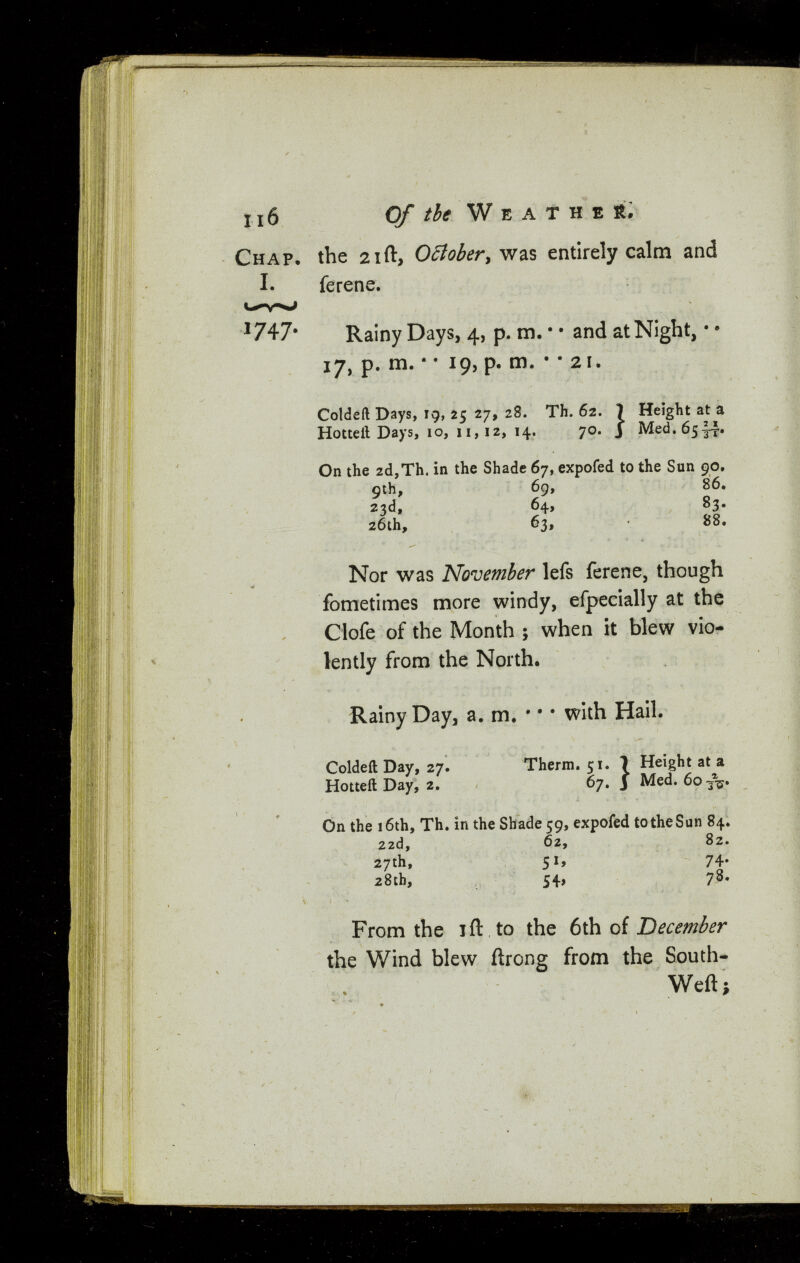 116 Of the WEATHER.
CHAP. the 21ſt, October, was entirely calm and
I. ſerene.
1747. Rainy Days, 4, p. m. · · and at Night, · ·
17, p. m. · · 19, p. m. · · 21.
Coldeſt Days, 19, 25 27, 28. Th. 62. } Height at a
Hotteſt Days, 10, 11, 12, 14. 70. } Med. 65
On the 2d, Th. in the Shade 67, expoſed to the Sun 90.
9th, 69, 86.
23d, 64, 83.
26th, 63, 88.
Nor was November leſs ſerene, though
ſometimes more windy, eſpecially at the
Cloſe of the Month ; when it blew vio-
lently from the North.
Rainy Day, a. m. · · · with Hail.
Coldeſt Day, 27. Therm. 51. } Height at a
Hotteſt Day, 2. 67. } Med. 60
On the 16th, Th. in the Shade 59, expoſed to the Sun 84.
22d, 62, 82.
27th, 51, 74.
28th, 54, 78.
From the 1ſt to the 6th of December
the Wind blew ſtrong from the South-
Weſt;